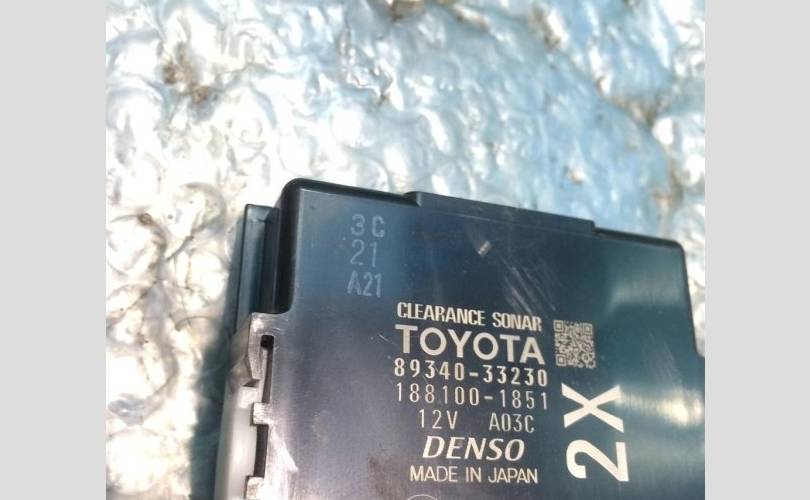 3C
21
A21
CLEARANCE SONAR
TOYOTA
89340-33230
188100-1851
12V A03C
DENSO
MADE IN JAPAN
2X